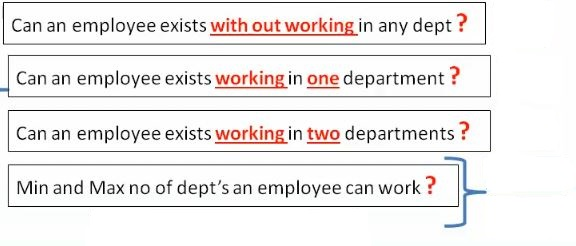 Can an employee exists with out working in any dept ?
Can an employee exists working in one department ?
Can an employee exists working in two departments ?
Min and Max no of dept's an employee can work ?